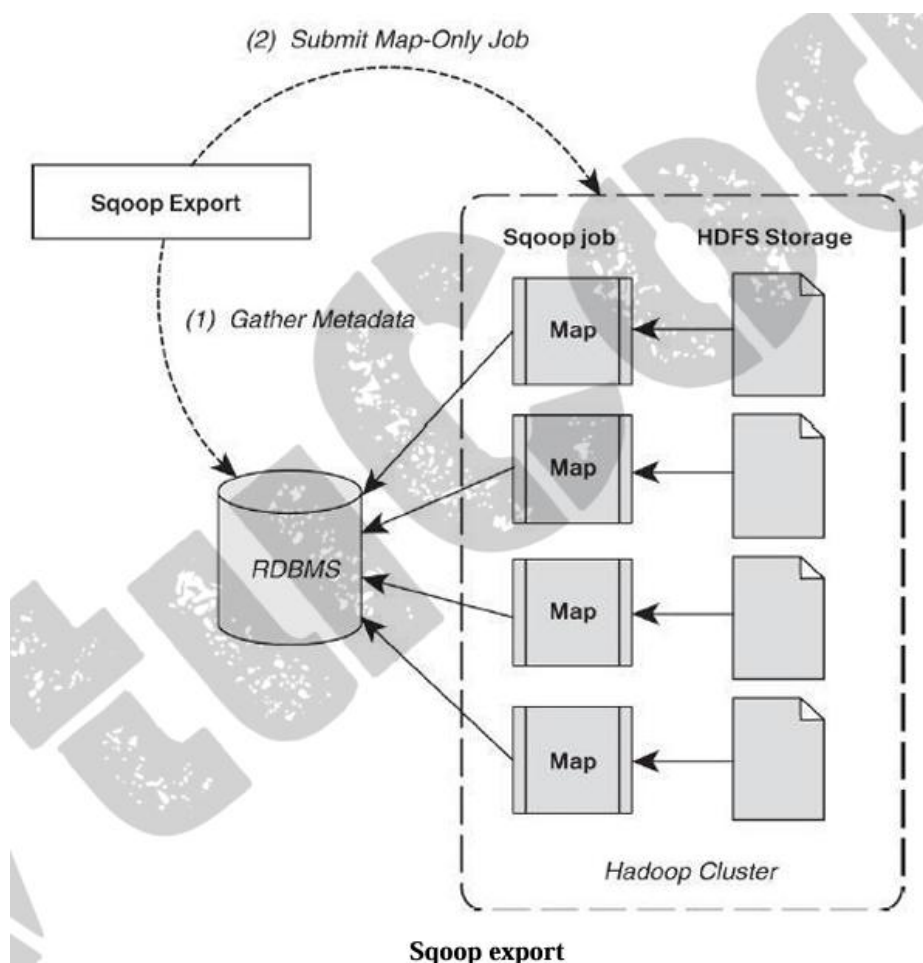 (2) Submit Map-Only Job
Sqoop Export
Sqoop job
HDFS Storage
(1) Gather Metadata
Map
Map
RDBMS
Map
Map
Hadoop Cluster
Sqoop export